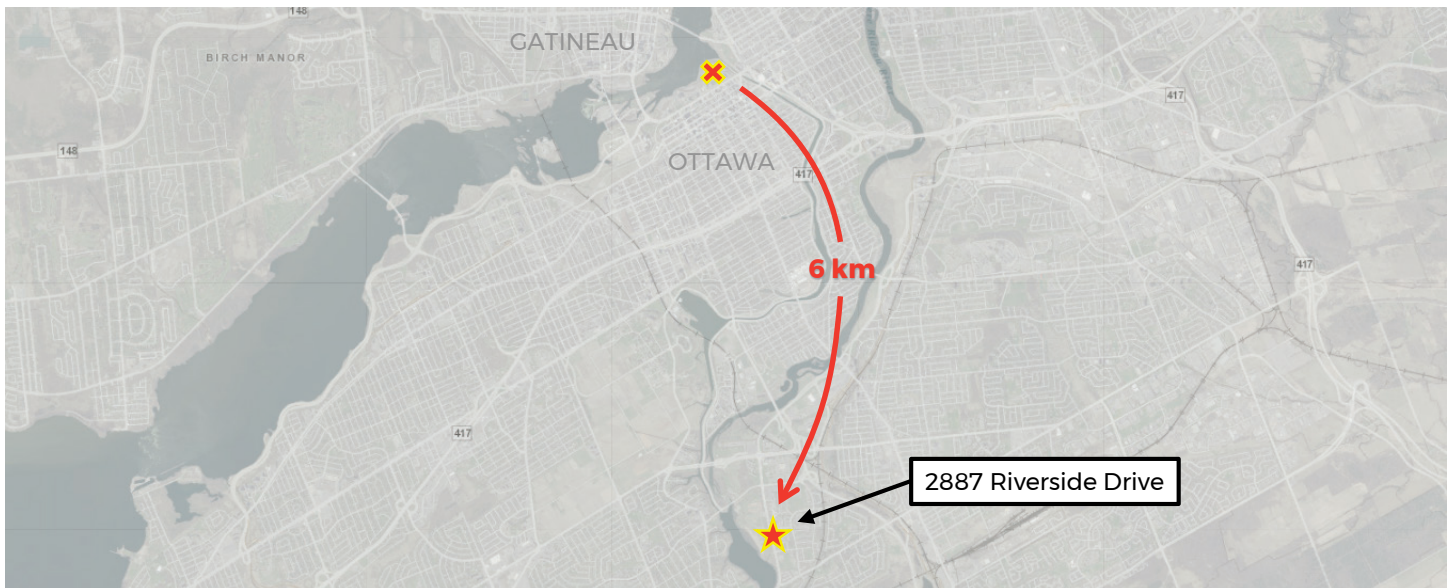 148
GATINEAU
BIRCH MANOR
417
148
OTTAWA
417
417
6 km
417
2887 Riverside Drive